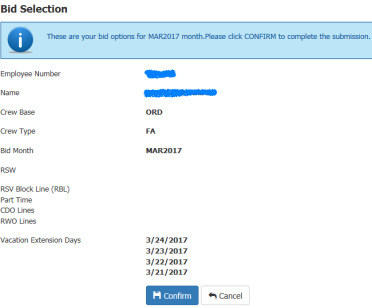 Bid Selection
These are your bid options for MAR2017 month.Please click CONFIRM to complete the submission.
Employee Number
Name
Crew Base ORD
Crew Type FA
Bid Month MAR2017
RSW
RSV Block Line (RBL)
Part Time
CDO Lines
RWO Lines
Vacation Extension Days 3/24/2017
3/23/2017
3/22/2017
3/21/2017
Confirm Cancel